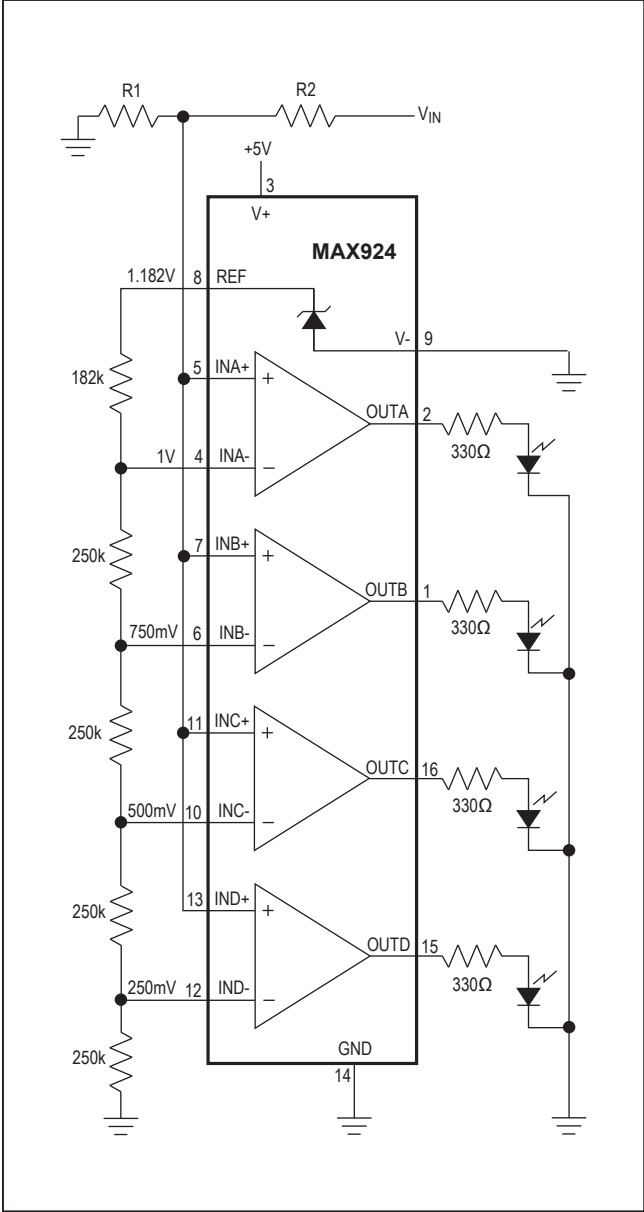 R1
R2
VIN
+5V
3
V+
MAX924
1.182V 8 REF
V- 9
182k
5 INA+
+
OUTA 2
330Ω
1V 4 INA-
−
250k
7 INB+
+
OUTB 1
330Ω
750mV 6 INB-
−
250k
11 INC+
+
OUTC 16
330Ω
500mV 10 INC-
−
250k
13 IND+
+
OUTD 15
330Ω
250mV 12 IND-
−
250k
GND
14